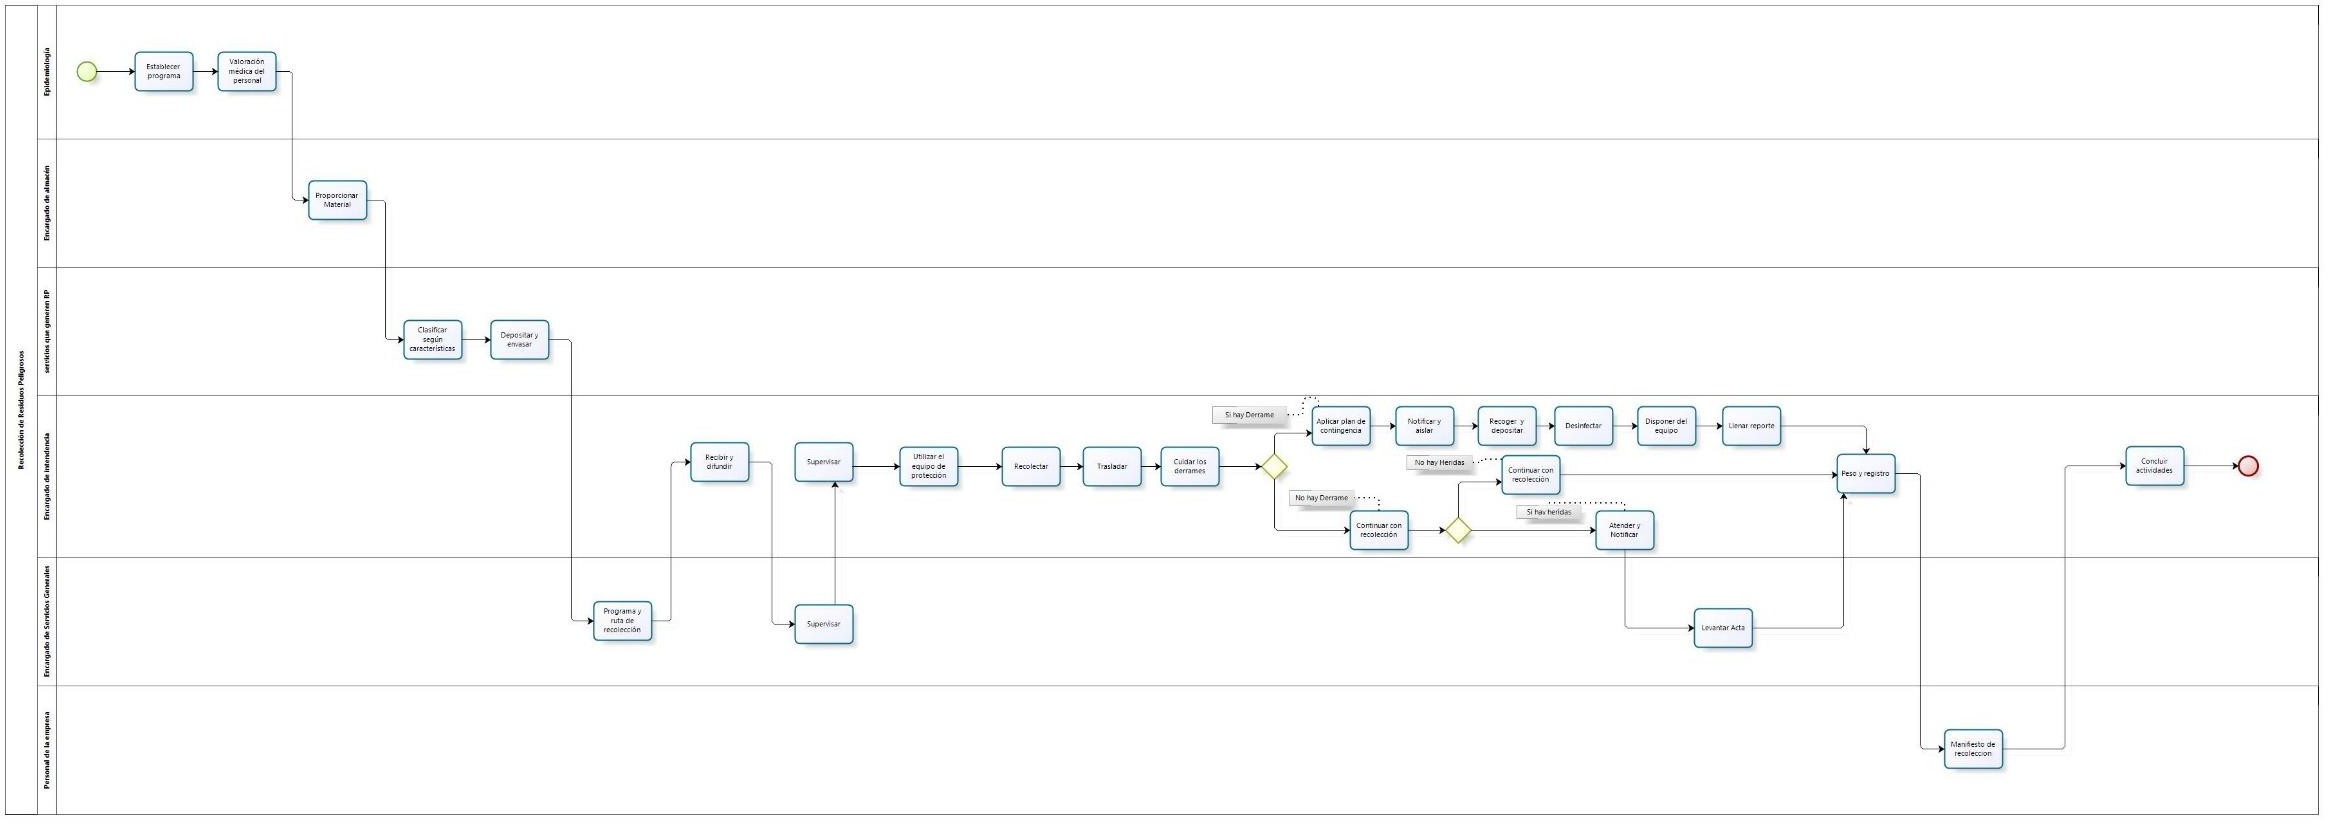 Recolección de Residuos Peligrosos
Epidemiología
Establecer
programa
Valoración
médica del
personal
Encargado de almacén
Proporcionar
Material
servicios quue generen RP
Clasificar
según
características
Depositar y
envasar
Encargado de Intendencia
Recibir y
difundir
Supervisar
Utilizar el
equipo de
protección
Recolectar
Trasladar
Cuidar los
derrames
Si hay Derrame
Aplicar plan de
contingencia
Notificar y
aislar
Recoger y
depositar
Desinfectar
Disponer del
equipo
Llenar reporte
No hay Heridas
Continuar con
recolección
Peso y registro
No hay Derrame
Continuar con
recolección
Si hay heridas
Atender y
Notificar
Concluir
actividades
Encargado de Servicios Generales
Programa y
ruta de
recolección
Supervisar
Levantar Acta
Personal de la empresa
Manifiesto de
recoleccion